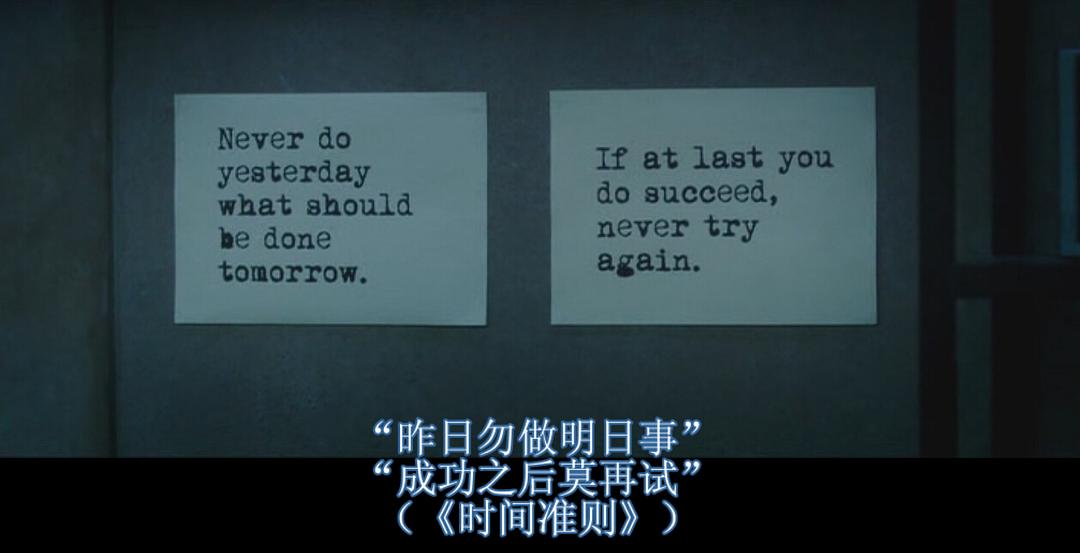 Never do
yesterday
what should
be done
tomorrow.
If at last you
do succeed,
never try
again.
“昨日勿做明日事”
“成功之后莫再试”
（《时间准则》）